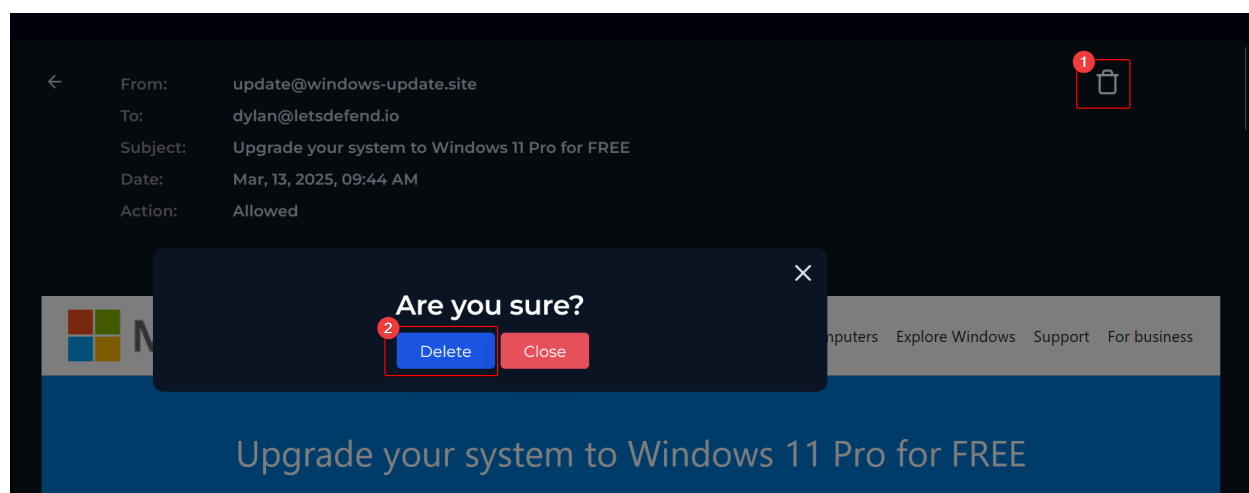 1
From: update@windows-update.site
To: dylan@letsdefend.io
Subject: Upgrade your system to Windows 11 Pro for FREE
Date: Mar, 13, 2025, 09:44 AM
Action: Allowed
Are you sure?
2
Delete Close
Explore Windows Support For business
Upgrade your system to Windows 11 Pro for FREE